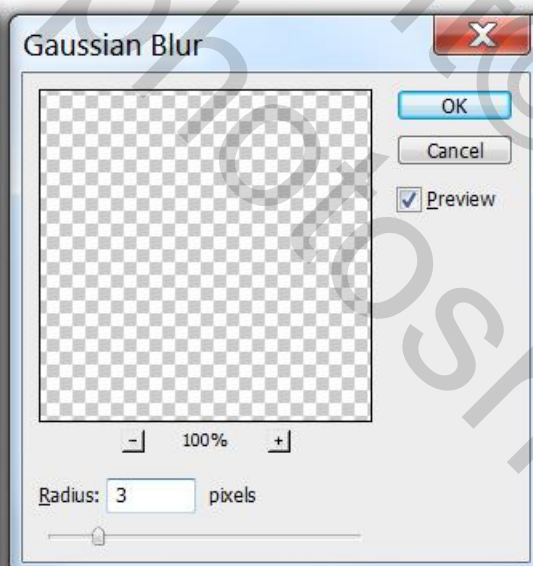 Gaussian Blur
OK
Cancel
Preview
- 100% +
Radius: 3 pixels